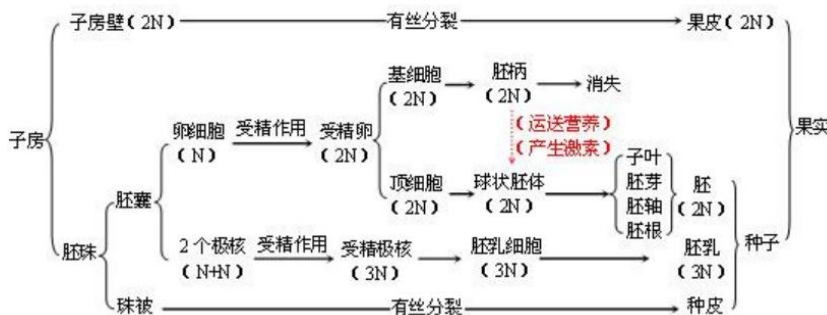 子房壁（2N）
有丝分裂
果皮（2N）
基细胞
（2N）
胚柄
（2N）
消失
卵细胞
（N）
受精作用
受精卵
（2N）
（运送营养）
（产生激素）
子房
果实
胚囊
顶细胞
（2N）
球状胚体
（2N）
子叶
胚芽
胚轴
胚根
胚
（2N）
胚珠
2个极核
（N+N）
受精作用
受精极核
（3N）
胚乳细胞
（3N）
胚乳
（3N）
种子
珠被
有丝分裂
种皮